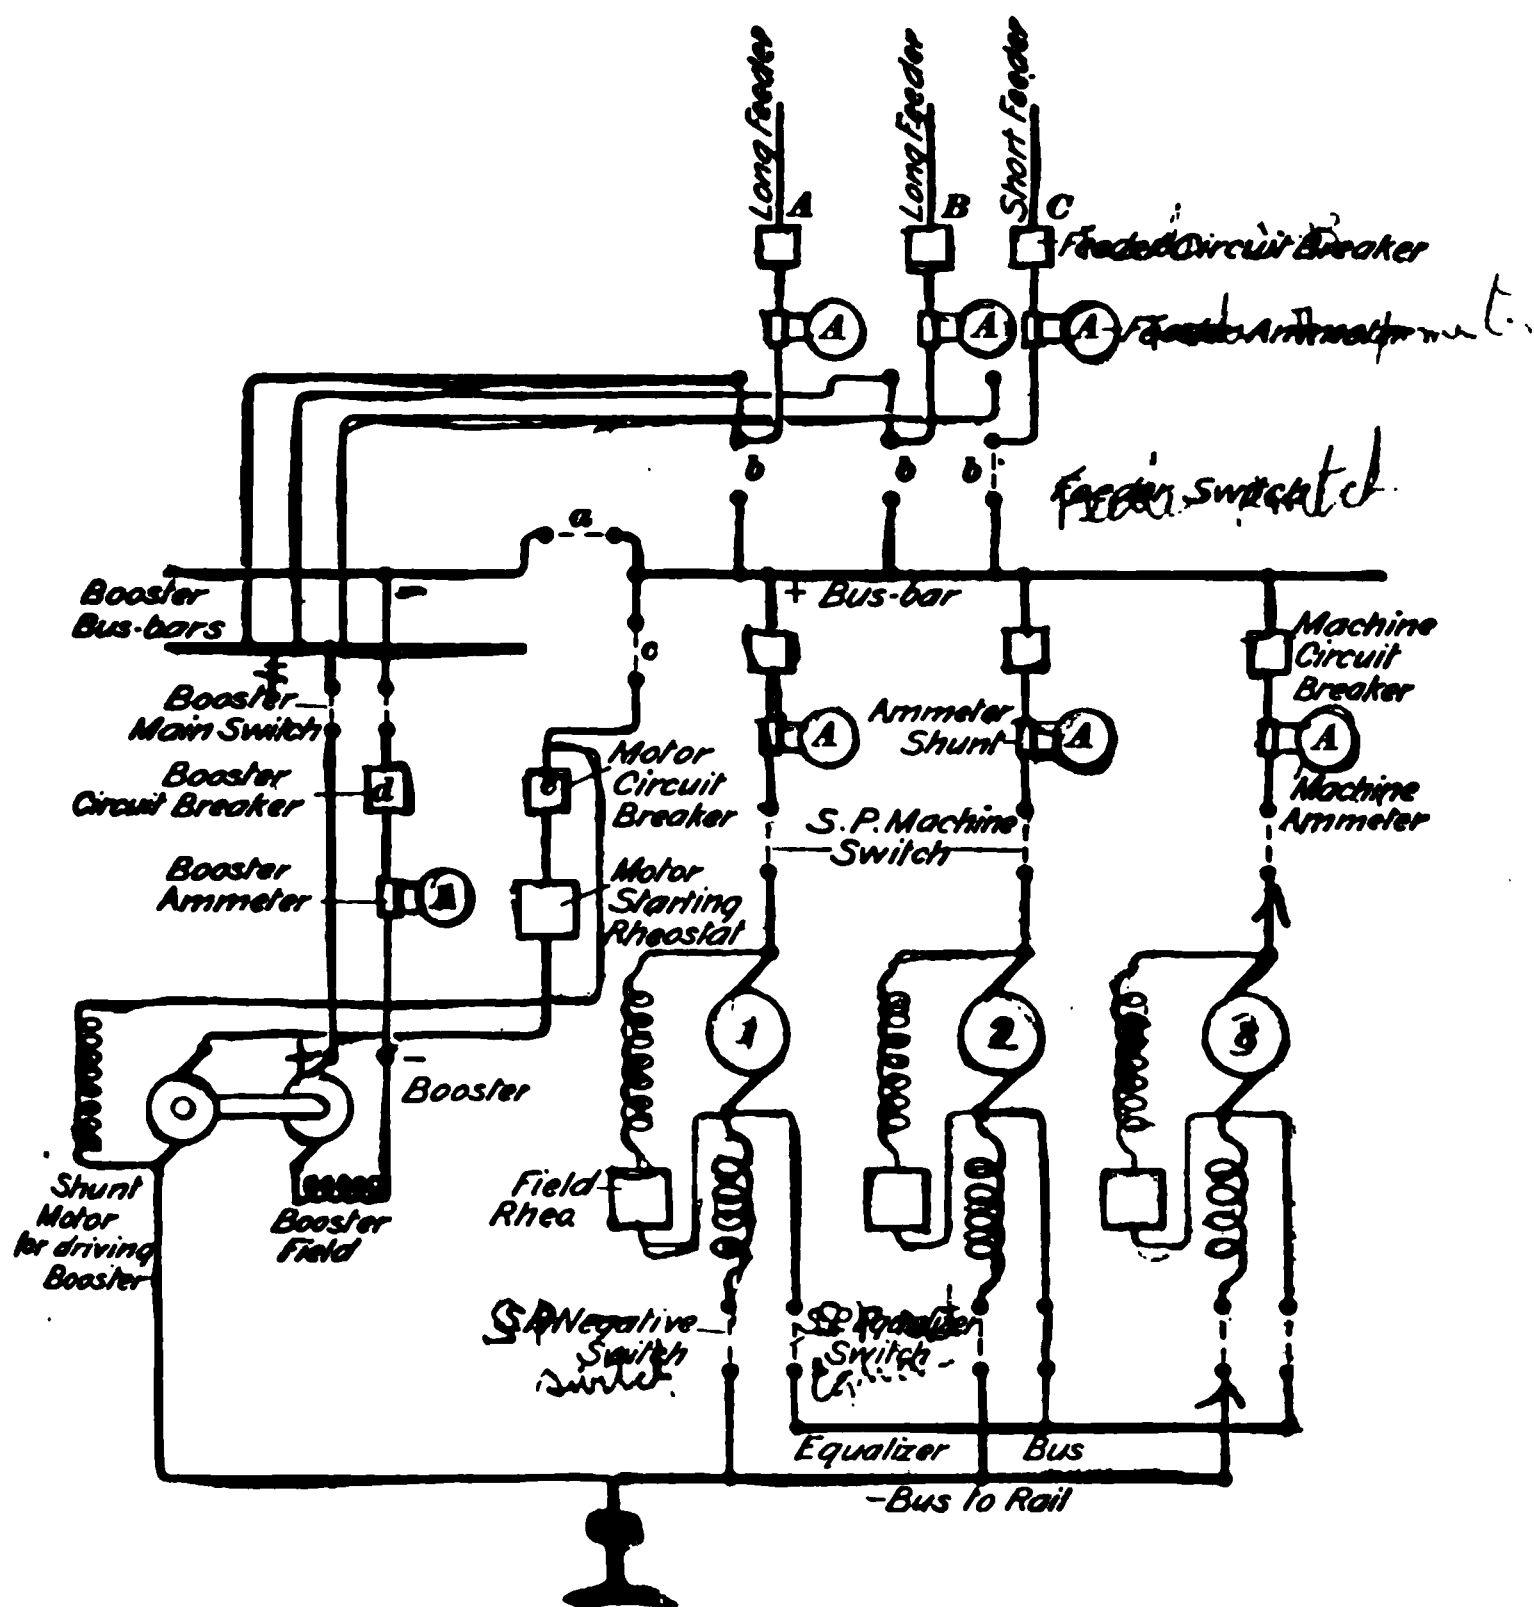 Long Feeder
Long Feeder
Short Feeder
A
B
C
Feeder Circuit Breaker
A
A
A
Feeder Ammeter
b
b
b
Feeder Switch
a
Booster
Bus-bars
-
+ Bus-bar
c
Machine
Circuit
Breaker
Booster
Main Switch
Ammeter
Shunt
A
A
A
Motor
Circuit
Breaker
Booster
Circuit Breaker
d
Machine
Ammeter
S.P. Machine
Switch
Booster
Ammeter
A
Motor
Starting
Rheostat
1
2
3
+
-
Booster
Shunt
Motor
for driving
Booster
Booster
Field
Field
Rhea
S.P. Negative
Switch
S.P. Equalizer
Switch
Equalizer Bus
-Bus to Rail